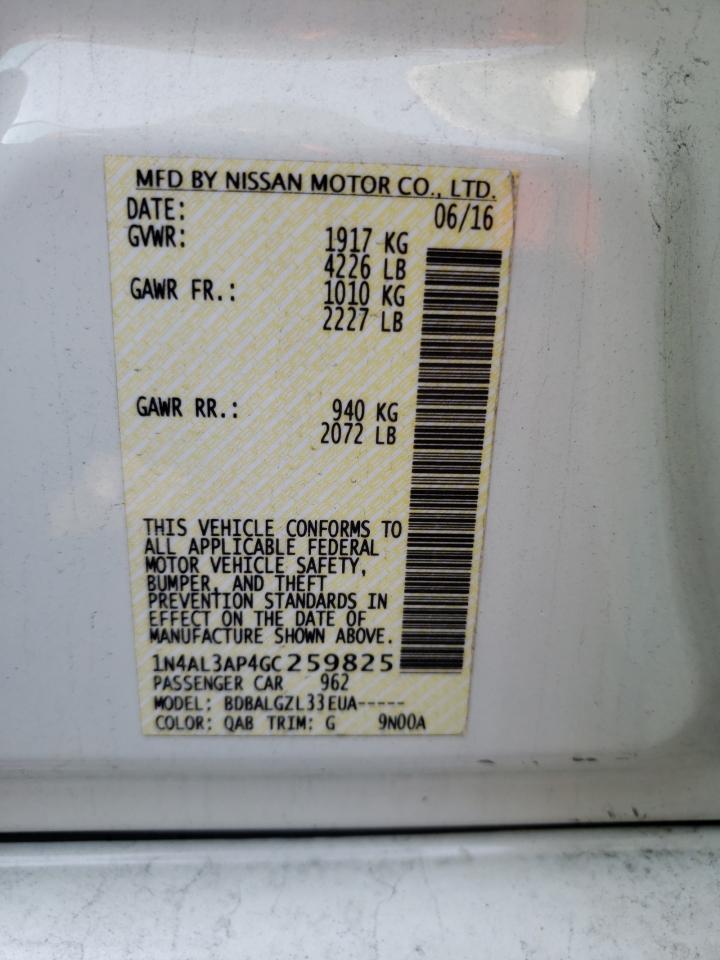 MFD BY NISSAN MOTOR CO., LTD.
DATE: 06/16
GVWR: 1917 KG
4226 LB
GAWR FR.: 1010 KG
2227 LB
GAWR RR.: 940 KG
2072 LB
THIS VEHICLE CONFORMS TO
ALL APPLICABLE FEDERAL
MOTOR VEHICLE SAFETY,
BUMPER, AND THEFT
PREVENTION STANDARDS IN
EFFECT ON THE DATE OF
MANUFACTURE SHOWN ABOVE.
1N4AL3AP4GC259825
PASSENGER CAR 962
MODEL: BDBALGZL33EUA-----
COLOR: QAB TRIM: G 9N00A